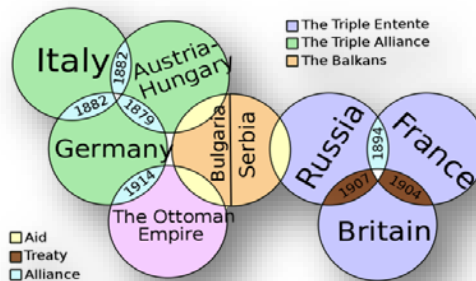 Italy
1882
Austria-
Hungary
1882
1879
Germany
1914
The Ottoman
Empire
Bulgaria
Serbia
Russia
1894
France
1907
1904
Britain
The Triple Entente
The Triple Alliance
The Balkans
Aid
Treaty
Alliance